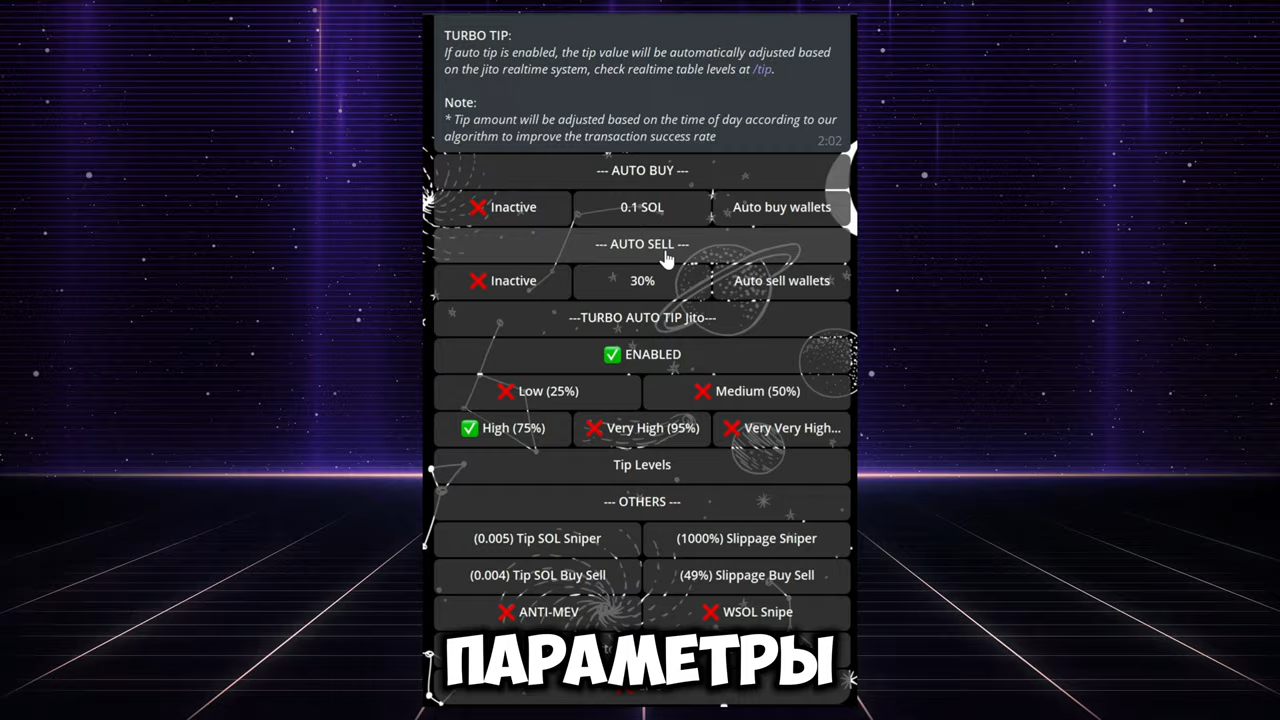 TURBO TIP:
If auto tip is enabled, the tip value will be automatically adjusted based
on the jito realtime system, check realtime table levels at /tip.
Note:
* Tip amount will be adjusted based on the time of day according to our
algorithm to improve the transaction success rate
2:02
--- AUTO BUY ---
❌ Inactive 0.1 SOL Auto buy wallets
--- AUTO SELL ---
❌ Inactive 30% Auto sell wallets
---TURBO AUTO TIP Jito---
✅ ENABLED
❌ Low (25%) ❌ Medium (50%)
✅ High (75%) ❌ Very High (95%) ❌ Very Very High...
Tip Levels
--- OTHERS ---
(0.005) Tip SOL Sniper (1000%) Slippage Sniper
(0.004) Tip SOL Buy Sell (49%) Slippage Buy Sell
❌ ANTI-MEV ❌ WSOL Snipe
ПАРАМЕТРЫ